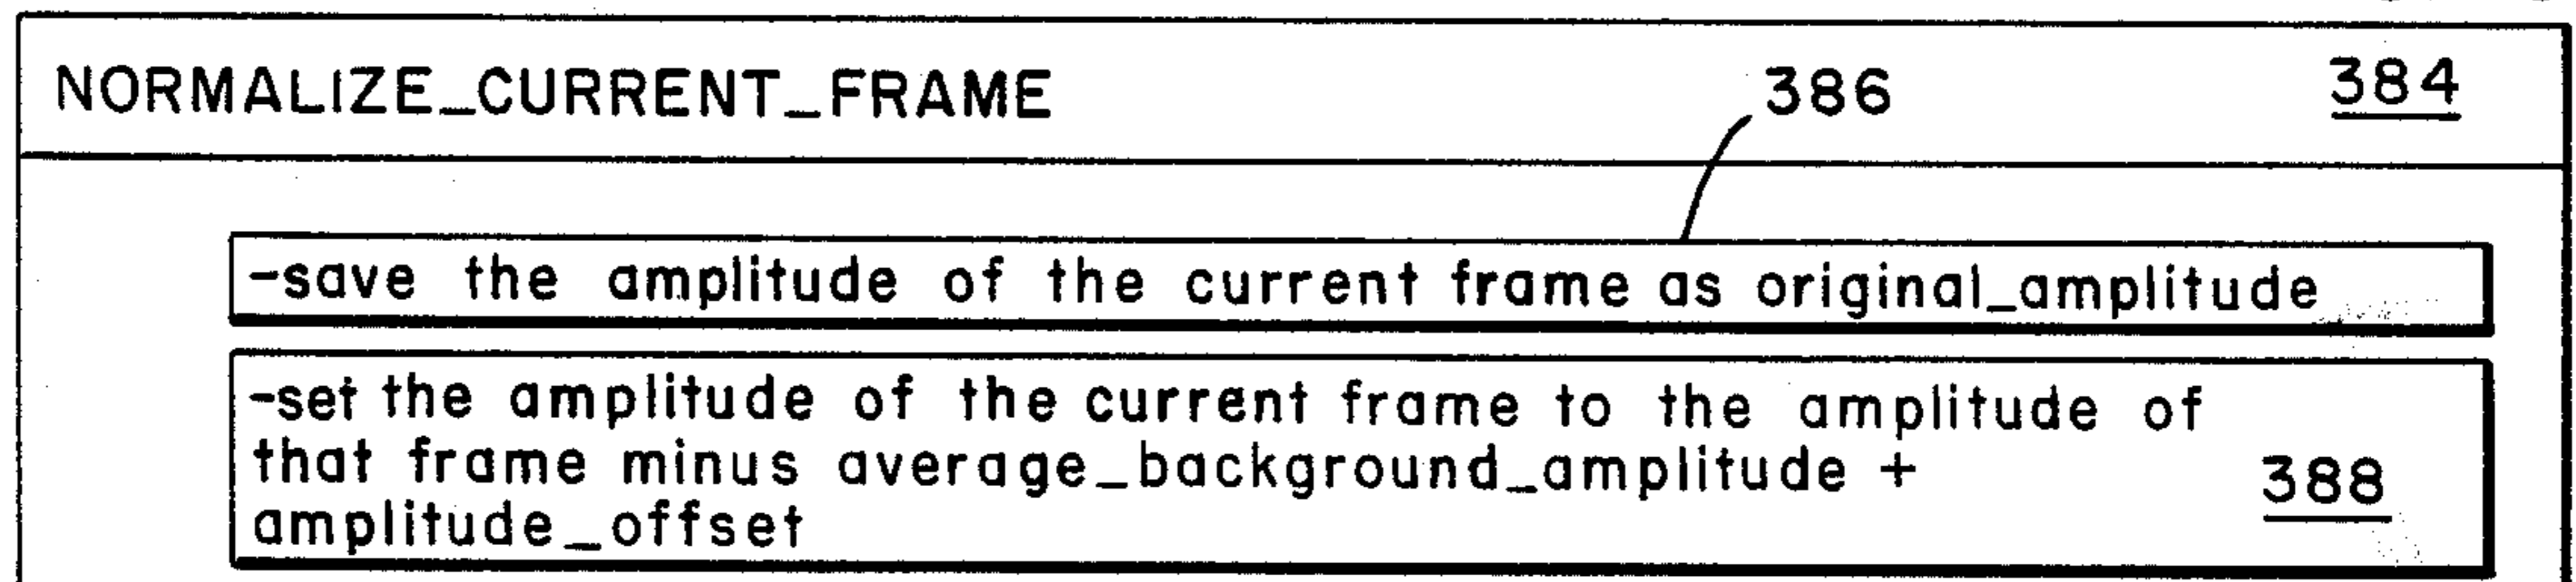 NORMALIZE_CURRENT_FRAME 386 384
-save the amplitude of the current frame as original_amplitude
-set the amplitude of the current frame to the amplitude of
that frame minus average_background_amplitude + 388
amplitude_offset